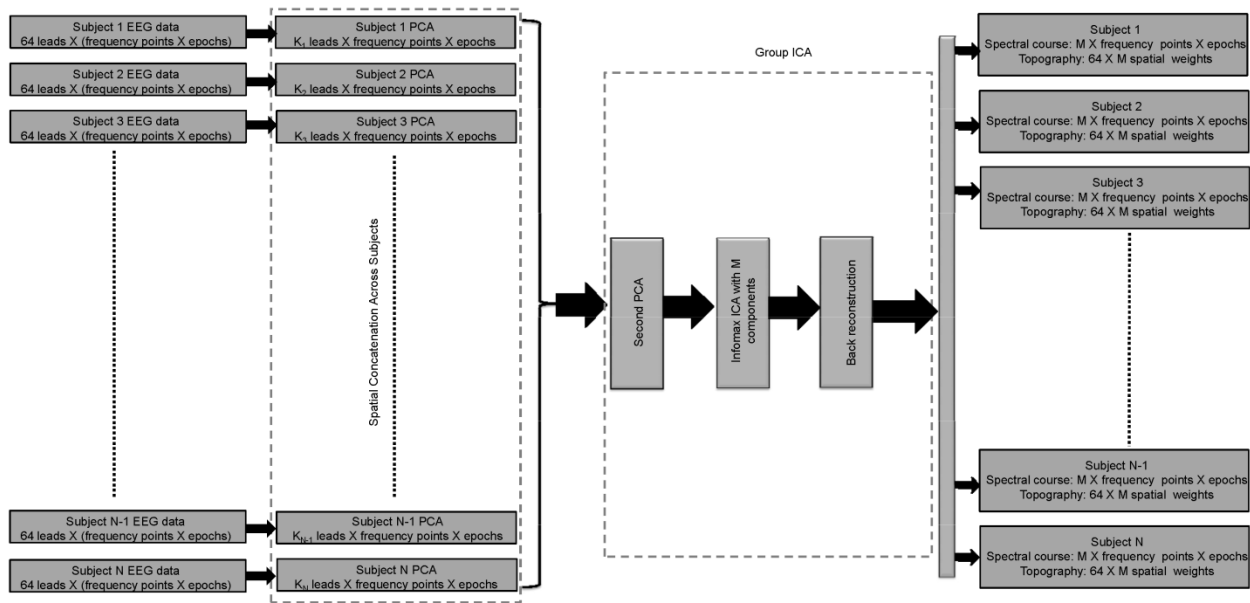 Subject 1 EEG data
64 leads X (frequency points X epochs)
Subject 2 EEG data
64 leads X (frequency points X epochs)
Subject 3 EEG data
64 leads X (frequency points X epochs)
Subject N-1 EEG data
64 leads X (frequency points X epochs)
Subject N EEG data
64 leads X (frequency points X epochs)
Subject 1 PCA
K1 leads X frequency points X epochs
Subject 2 PCA
K2 leads X frequency points X epochs
Subject 3 PCA
K3 leads X frequency points X epochs
Spatial Concatenation Across Subjects
Subject N-1 PCA
KN-1 leads X frequency points X epochs
Subject N PCA
KN leads X frequency points X epochs
Group ICA
Second PCA
Infomax ICA with M
components
Back reconstruction
Subject 1
Spectral course: M X frequency points X epochs
Topography: 64 X M spatial weights
Subject 2
Spectral course: M X frequency points X epochs
Topography: 64 X M spatial weights
Subject 3
Spectral course: M X frequency points X epochs
Topography: 64 X M spatial weights
Subject N-1
Spectral course: M X frequency points X epochs
Topography: 64 X M spatial weights
Subject N
Spectral course: M X frequency points X epochs
Topography: 64 X M spatial weights